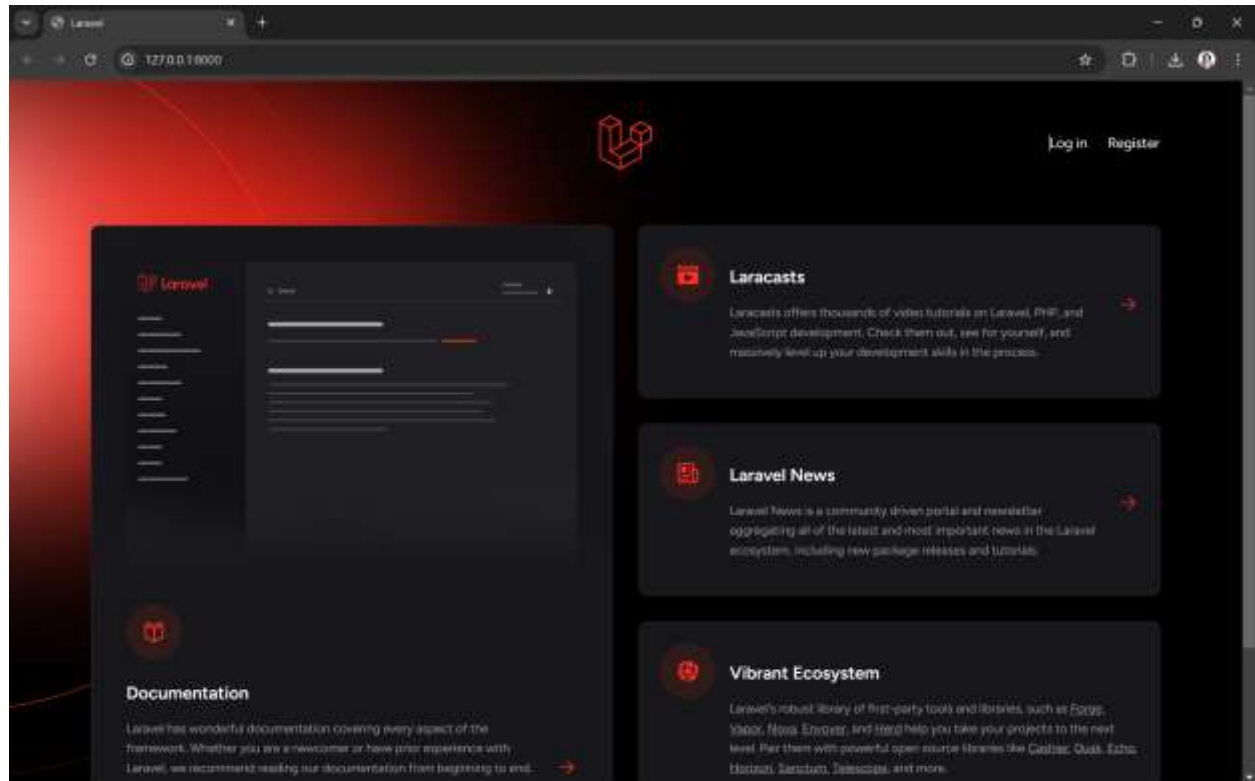 Laravel
127.0.0.1:8000
Log in Register
Laravel
Laracasts
Laracasts offers thousands of video tutorials on Laravel, PHP, and
JavaScript development. Check them out, see for yourself, and
massively level up your development skills in the process.
Laravel News
Laravel News is a community driven portal and newsletter
aggregating all of the latest and most important news in the Laravel
ecosystem, including new package releases and tutorials.
Documentation
Laravel has wonderful documentation covering every aspect of the
framework. Whether you are a newcomer or have prior experience with
Laravel, we recommend reading our documentation from beginning to end.
Vibrant Ecosystem
Laravel's robust library of first-party tools and libraries, such as Forge,
Vapor, Nova, Envoyer, and Herd help you take your projects to the next
level. Pair them with powerful open source libraries like Cashier, Dusk, Echo,
Horizon, Sanctum, Telescope, and more.